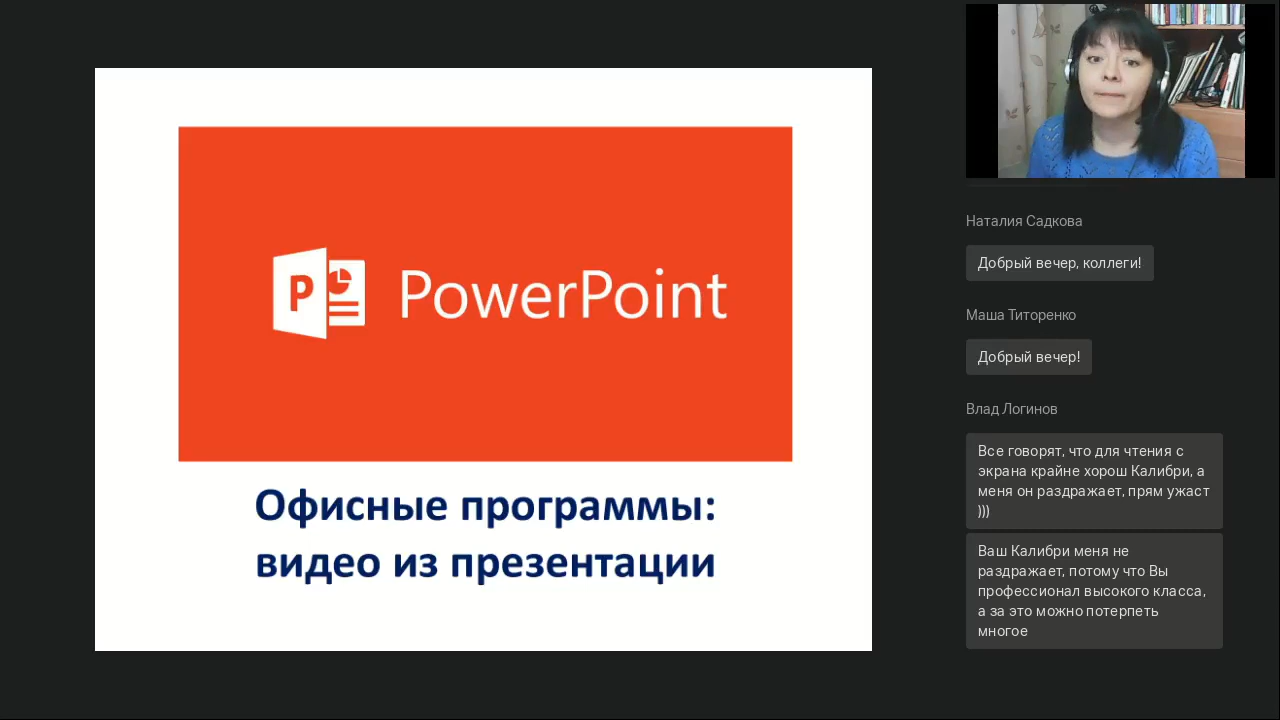 P PowerPoint
Офисные программы:
видео из презентации
Наталия Садкова
Добрый вечер, коллеги!
Маша Титоренко
Добрый вечер!
Влад Логинов
Все говорят, что для чтения с
экрана крайне хорош Калибри, а
меня он раздражает, прям ужаст
)))
Ваш Калибри меня не
раздражает, потому что Вы
профессионал высокого класса,
а за это можно потерпеть
многое